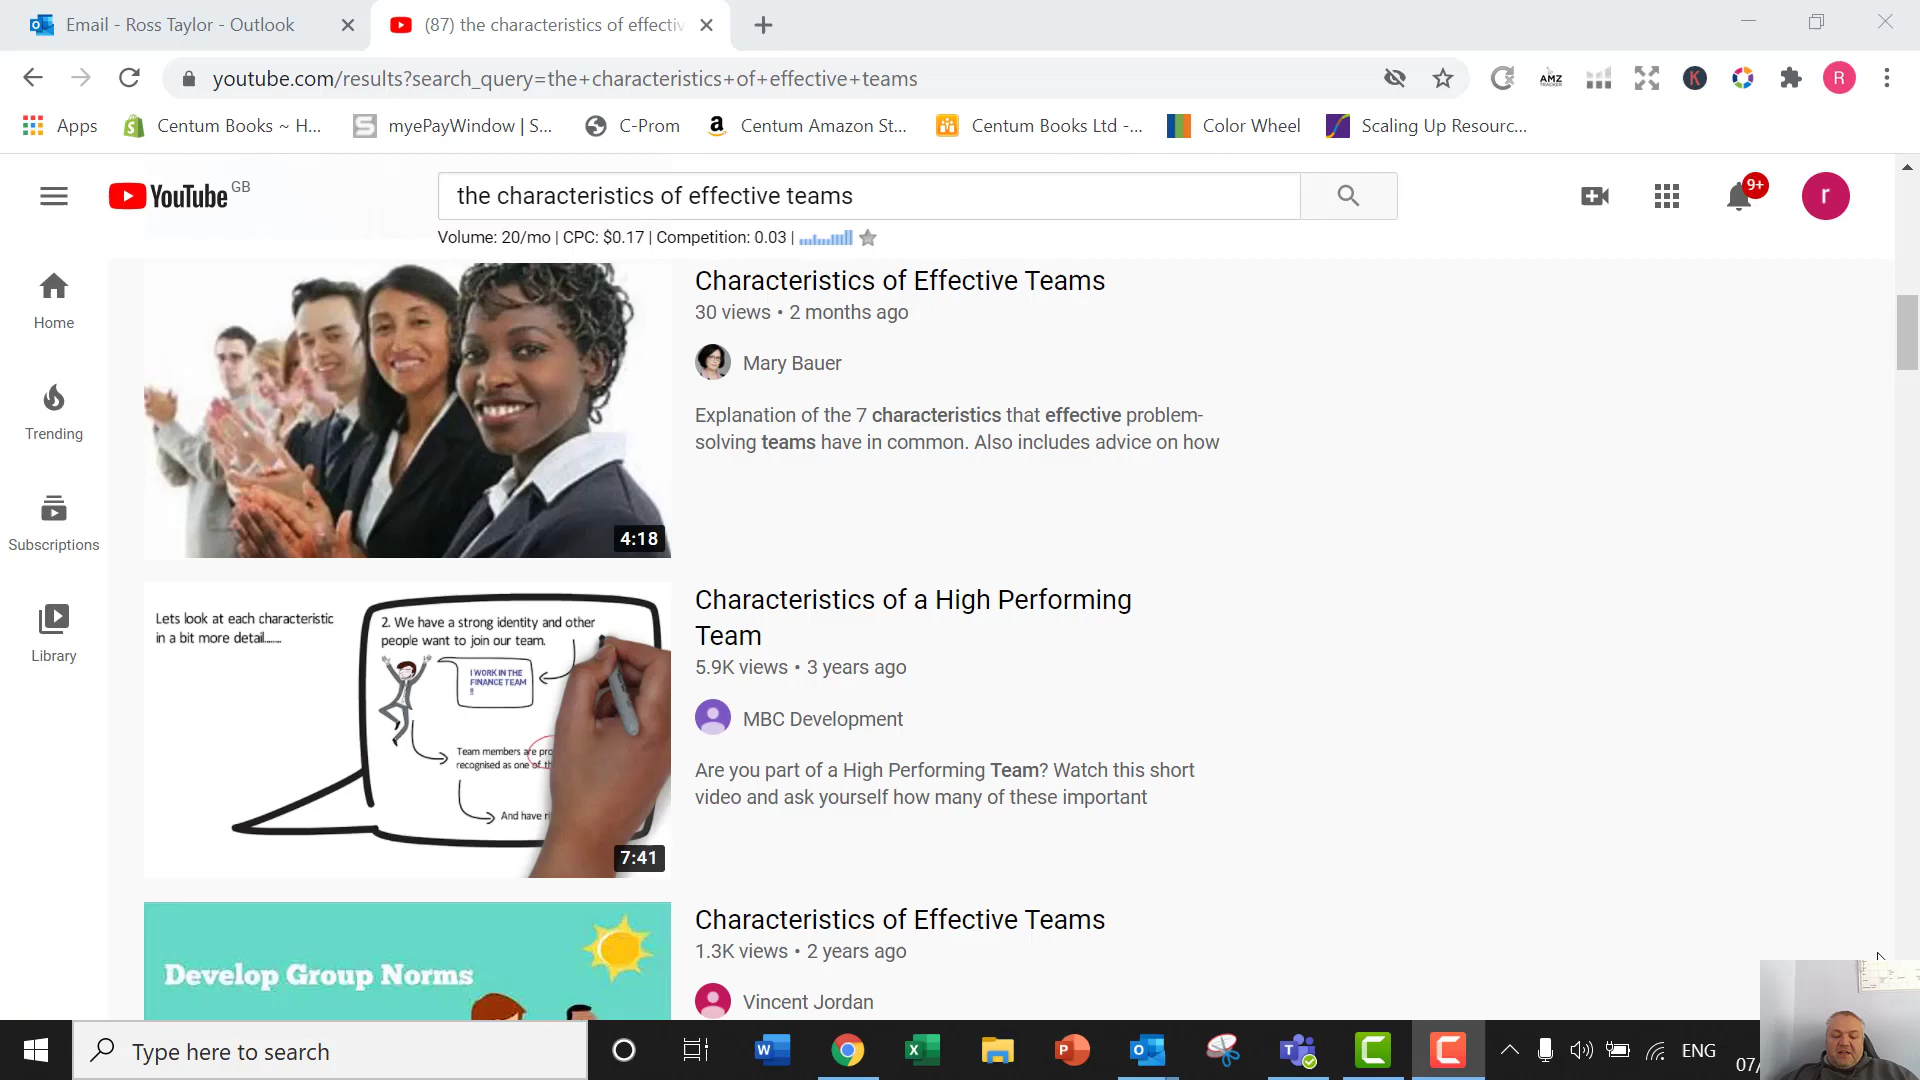 Email - Ross Taylor - Outlook
(87) the characteristics of effectiv
youtube.com/results?search_query=the+characteristics+of+effective+teams
AMZ
TRACKER
K
R
Apps
Centum Books ~ H...
myePayWindow | S...
C-Prom
Centum Amazon St...
Centum Books Ltd -...
Color Wheel
Scaling Up Resourc...
YouTube GB
the characteristics of effective teams
9+
r
Volume: 20/mo | CPC: $0.17 | Competition: 0.03 |
Home
Trending
Subscriptions
Library
4:18
Characteristics of Effective Teams
30 views • 2 months ago
Mary Bauer
Explanation of the 7 characteristics that effective problem-
solving teams have in common. Also includes advice on how
Lets look at each characteristic
in a bit more detail.......
2. We have a strong identity and other
people want to join our team.
I WORK IN THE
FINANCE TEAM
!!
Team members are pro
recognised as one of th
And have ri
7:41
Characteristics of a High Performing
Team
5.9K views • 3 years ago
MBC Development
Are you part of a High Performing Team? Watch this short
video and ask yourself how many of these important
Develop Group Norms
Characteristics of Effective Teams
1.3K views • 2 years ago
Vincent Jordan
Type here to search
ENG
07/